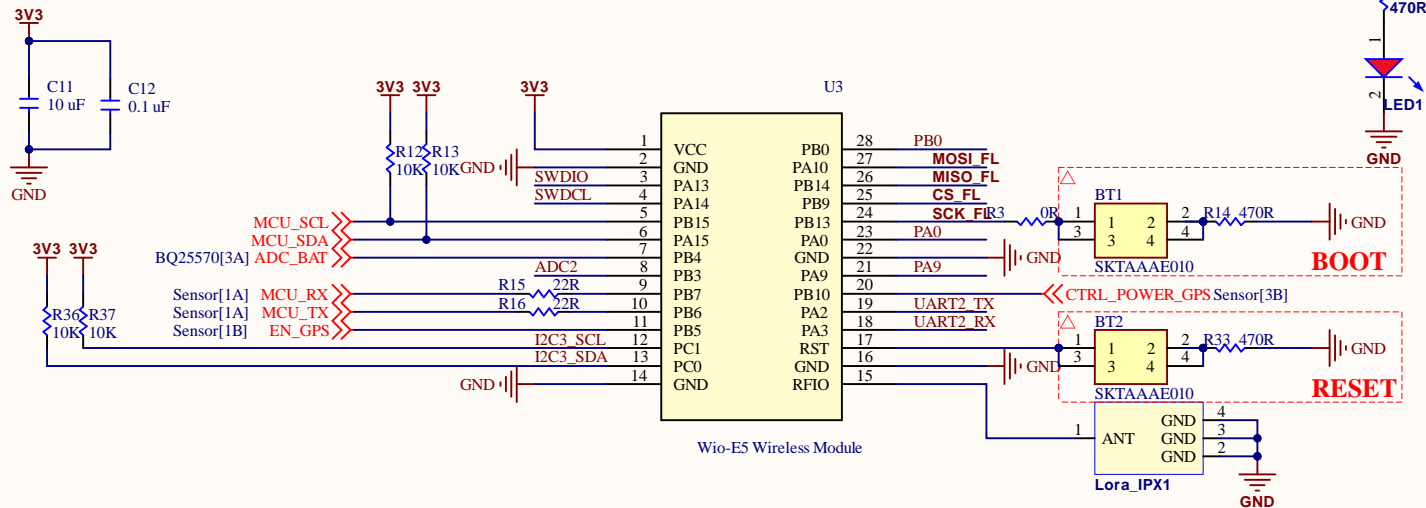 470R
1
2
LED1
GND
3V3
C11
10 uF
C12
0.1 uF
GND
3V3 3V3
R12 R13
10K 10K
3V3
U3
GND
SWDIO
SWDCL
MCU_SCL
MCU_SDA
BQ25570[3A] ADC_BAT
ADC2
3V3 3V3
R36 R37
10K 10K
Sensor[1A] MCU_RX R15 22R
Sensor[1A] MCU_TX R16 22R
Sensor[1B] EN_GPS
I2C3_SCL
I2C3_SDA
GND
1 VCC PB0 28 PB0
2 GND PA10 27 MOSI_FL
3 PA13 PB14 26 MISO_FL
4 PA14 PB9 25 CS_FL
5 PB15 PB13 24 SCK_FL R3 0R
6 PA15 PA0 23 PA0
7 PB4 GND 22 GND
8 PB3 PA9 21 PA9
9 PB7 PB10 20 CTRL_POWER_GPS Sensor[3B]
10 PB6 PA2 19 UART2_TX
11 PB5 PA3 18 UART2_RX
12 PC1 RST 17
13 PC0 GND 16 GND
14 GND RFIO 15
Wio-E5 Wireless Module
BT1
1 1 2 2 R14 470R GND
3 3 4 4
SKTAAAE010
BOOT
BT2
1 1 2 2 R33 470R GND
3 3 4 4
SKTAAAE010
RESET
1 ANT
GND 4
GND 3
GND 2
Lora_IPX1
GND